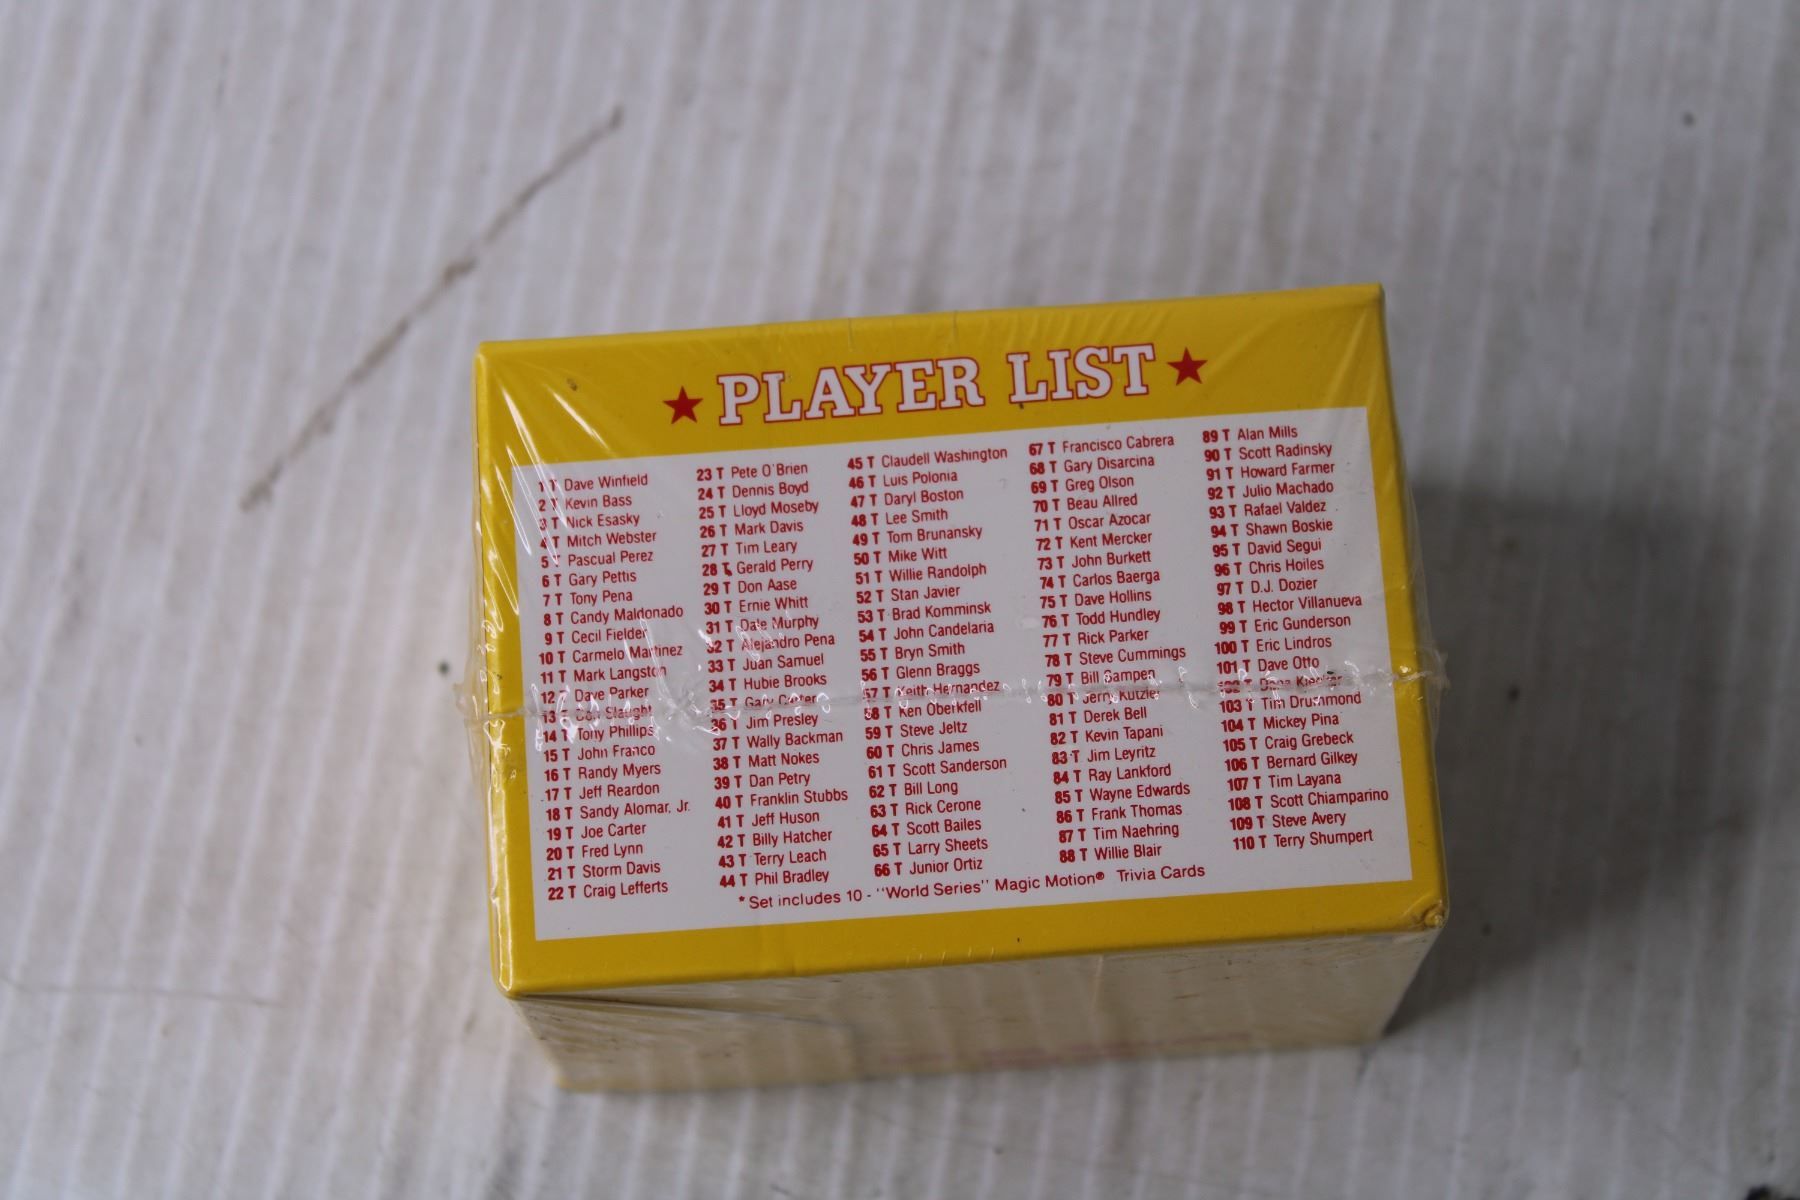 ★ PLAYER LIST ★
1 T Dave Winfield
2 T Kevin Bass
3 T Nick Esasky
4 T Mitch Webster
5 T Pascual Perez
6 T Gary Pettis
7 T Tony Pena
8 T Candy Maldonado
9 T Cecil Fielder
10 T Carmelo Martinez
11 T Mark Langston
12 T Dave Parker
13 T Don Slaught
14 T Tony Phillips
15 T John Franco
16 T Randy Myers
17 T Jeff Reardon
18 T Sandy Alomar, Jr.
19 T Joe Carter
20 T Fred Lynn
21 T Storm Davis
22 T Craig Lefferts
23 T Pete O'Brien
24 T Dennis Boyd
25 T Lloyd Moseby
26 T Mark Davis
27 T Tim Leary
28 T Gerald Perry
29 T Don Aase
30 T Ernie Whitt
31 T Dale Murphy
32 T Alejandro Pena
33 T Juan Samuel
34 T Hubie Brooks
35 T Gary Carter
36 T Jim Presley
37 T Wally Backman
38 T Matt Nokes
39 T Dan Petry
40 T Franklin Stubbs
41 T Jeff Huson
42 T Billy Hatcher
43 T Terry Leach
44 T Phil Bradley
45 T Claudell Washington
46 T Luis Polonia
47 T Daryl Boston
48 T Lee Smith
49 T Tom Brunansky
50 T Mike Witt
51 T Willie Randolph
52 T Stan Javier
53 T Brad Komminsk
54 T John Candelaria
55 T Bryn Smith
56 T Glenn Braggs
57 T Keith Hernandez
58 T Ken Oberkfell
59 T Steve Jeltz
60 T Chris James
61 T Scott Sanderson
62 T Bill Long
63 T Rick Cerone
64 T Scott Bailes
65 T Larry Sheets
66 T Junior Ortiz
67 T Francisco Cabrera
68 T Gary Disarcina
69 T Greg Olson
70 T Beau Allred
71 T Oscar Azocar
72 T Kent Mercker
73 T John Burkett
74 T Carlos Baerga
75 T Dave Hollins
76 T Todd Hundley
77 T Rick Parker
78 T Steve Cummings
79 T Bill Sampen
80 T Jerry Kutzler
81 T Derek Bell
82 T Kevin Tapani
83 T Jim Leyritz
84 T Ray Lankford
85 T Wayne Edwards
86 T Frank Thomas
87 T Tim Naehring
88 T Willie Blair
89 T Alan Mills
90 T Scott Radinsky
91 T Howard Farmer
92 T Julio Machado
93 T Rafael Valdez
94 T Shawn Boskie
95 T David Segui
96 T Chris Hoiles
97 T D.J. Dozier
98 T Hector Villanueva
99 T Eric Gunderson
100 T Eric Lindros
101 T Dave Otto
102 T Dana Kiecker
103 T Tim Drummond
104 T Mickey Pina
105 T Craig Grebeck
106 T Bernard Gilkey
107 T Tim Layana
108 T Scott Chiamparino
109 T Steve Avery
110 T Terry Shumpert
* Set includes 10 - "World Series" Magic Motion® Trivia Cards